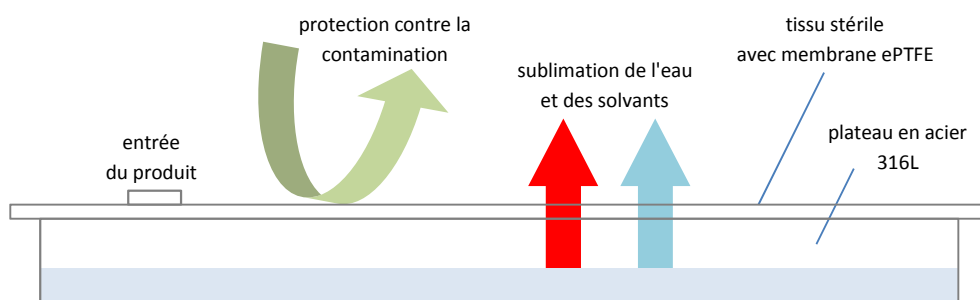 protection contre la
contamination
tissu stérile
avec membrane ePTFE
sublimation de l'eau
et des solvants
plateau en acier
316L
entrée
du produit